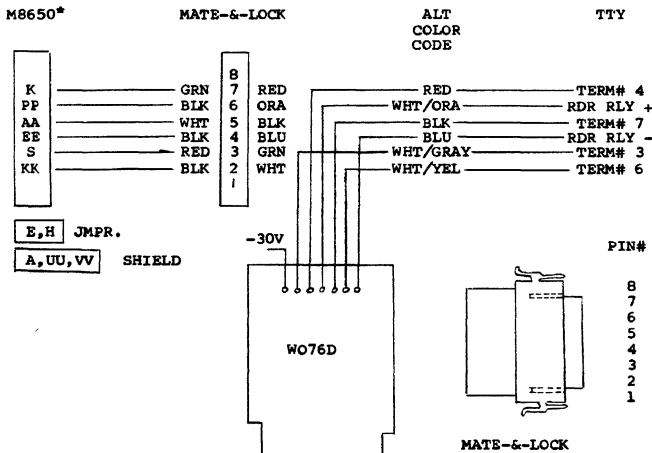 M8650* MATE-&-LOCK ALT COLOR CODE TTY
8
K GRN 7 RED RED TERM# 4
PP BLK 6 ORA WHT/ORA RDR RLY +
AA WHT 5 BLK BLK TERM# 7
EE BLK 4 BLU BLU RDR RLY -
S RED 3 GRN WHT/GRAY TERM# 3
KK BLK 2 WHT WHT/YEL TERM# 6
1
E,H JMPR.
A,UU,VV SHIELD
-30V
W076D
PIN#
8
7
6
5
4
3
2
1
MATE-&-LOCK